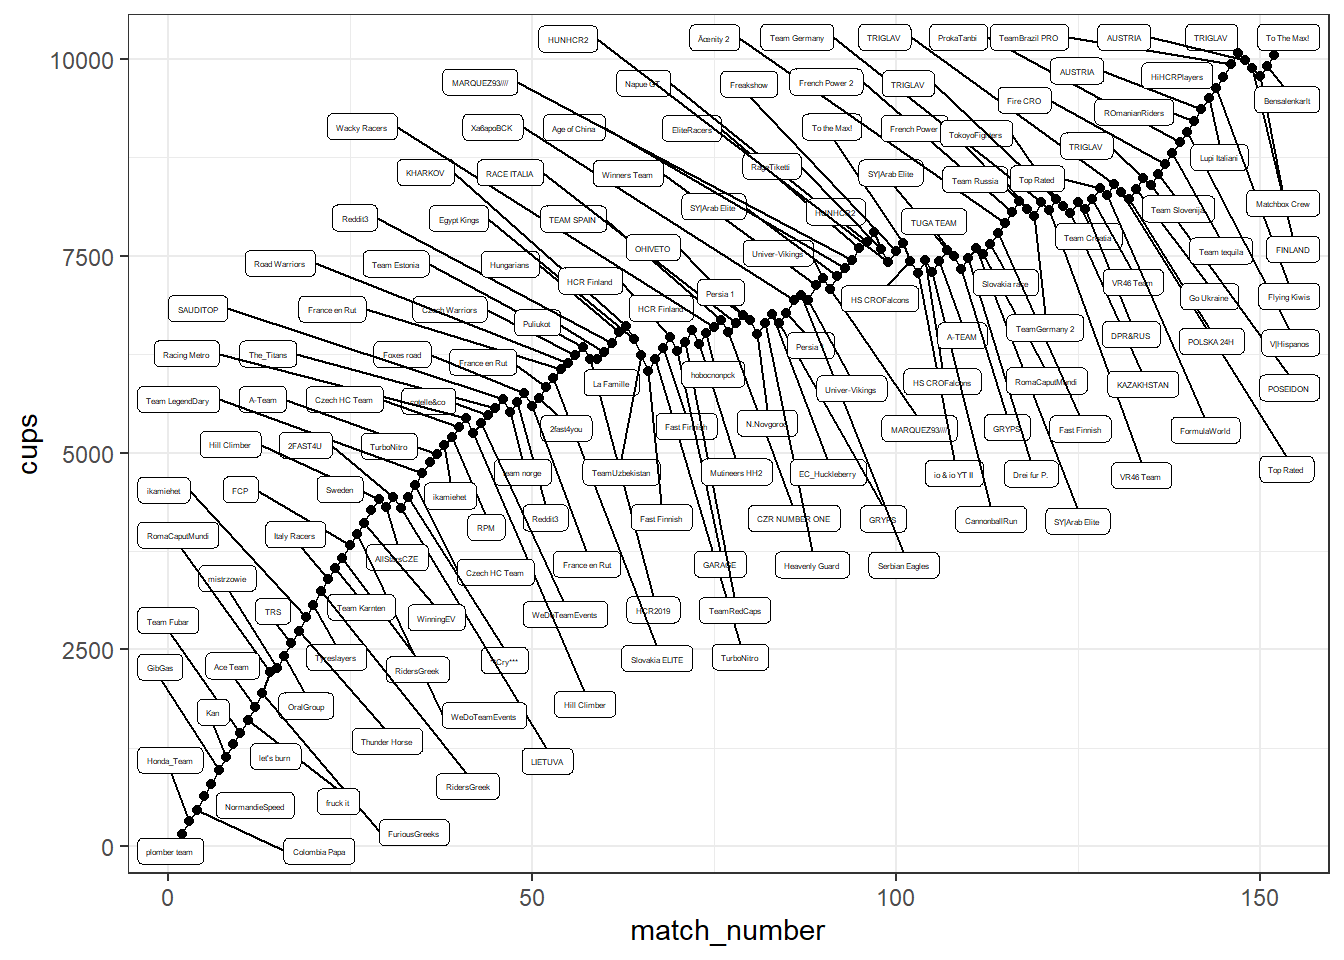 HUNHCR2
Åcenity 2
Team Germany
TRIGLAV
ProkaTanbi
TeamBrazil PRO
AUSTRIA
TRIGLAV
To The Max!
10000
MARQUEZ93////
Napue GT
Freakshow
French Power 2
TRIGLAV
AUSTRIA
HiHCRPlayers
Fire CRO
BensalenkarIt
ROmanianRiders
Wacky Racers
ХабароВСК
Age of China
EliteRacers
To the Max!
French Power
TokoyoFighters
TRIGLAV
Lupi Italiani
KHARKOV
RACE ITALIA
Winners Team
RageTiketti
SY|Arab Elite
Team Russia
Top Rated
Reddit3
Egypt Kings
TEAM SPAIN
SY|Arab Elite
HUNHCR2
TUGA TEAM
Team Slovenija
Matchbox Crew
Team Croatia
7500
Road Warriors
Team Estonia
Hungarians
OHIVETO
Univer-Vikings
Team tequila
FINLAND
HCR Finland
Slovakia race
VR46 Team
SAUDITOP
France en Rut
Czech Warriors
HCR Finland
Persia 1
HS CROFalcons
Go Ukraine
Flying Kiwis
Puliukot
TeamGermany 2
Racing Metro
The_Titans
Foxes road
France en Rut
Persia 1
A-TEAM
DPR&RUS
POLSKA 24H
V|Hispanos
La Famille
hobocnonpck
Univer-Vikings
HS CROFalcons
RomaCaputMundi
KAZAKHSTAN
POSEIDON
Team LegendDary
A-Team
Czech HC Team
Hill Climber
2FAST4U
TurboNitro
2fast4you
Fast Finnish
N.Novgorod
MARQUEZ93////
GRYPS
Fast Finnish
FormulaWorld
5000
ikamiehet
FCP
Sweden
ikamiehet
Team norge
TeamUzbekistan
Mutineers HH2
EC_Huckleberry
io & io YT II
Drei fur P.
VR46 Team
Top Rated
RomaCaputMundi
Italy Racers
RPM
Reddit3
Fast Finnish
CZR NUMBER ONE
GRYPS
CannonballRun
SY|Arab Elite
mistrzowie
AllStarsCZE
Czech HC Team
France en Rut
GARAGE
Heavenly Guard
Serbian Eagles
Team Fubar
TRS
Team Karnten
WinningEV
WeDoTeamEvents
HCR2019
TeamRedCaps
2500
GibGas
Ace Team
Tyreslayers
RidersGreek
Slovakia ELITE
TurboNitro
Kan
OralGroup
WeDoTeamEvents
Hill Climber
Honda_Team
let's burn
Thunder Horse
LIETUVA
NormandieSpeed
fruck it
RidersGreek
FuriousGreeks
0
plomber team
Colombia Papa
0
50
100
150
match_number
cups